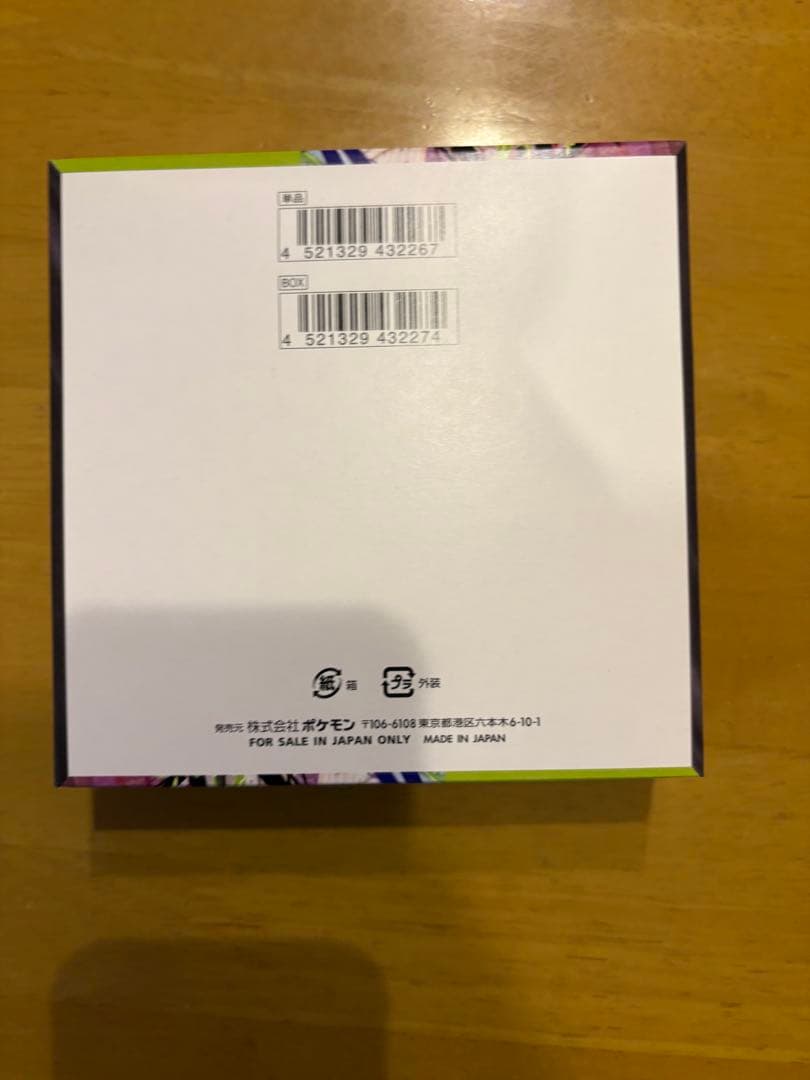 単品
4 521329 432267
BOX
4 521329 432274
紙 箱 プラ 外装
発売元 株式会社 ポケモン 〒106-6108 東京都港区六本木6-10-1
FOR SALE IN JAPAN ONLY MADE IN JAPAN